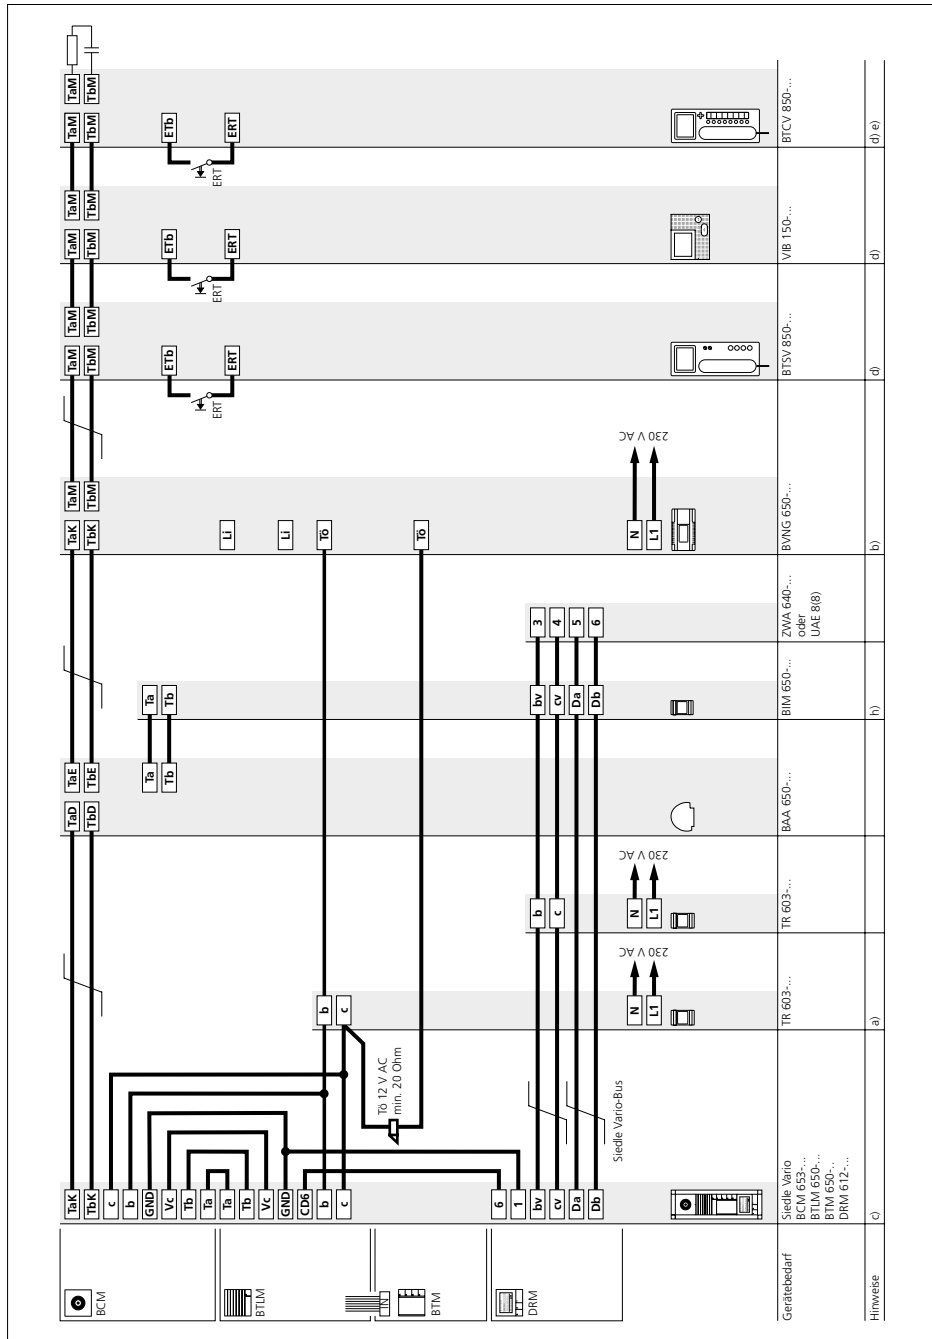 BCM
BTLM
IN
BTM
DRM
Gerätebedarf
Hinweise
TaK
TbK
c
b
GND
Vc
Tb
Ta
Ta
Tb
Vc
GND
CD6
b
c
6
1
bv
cv
Da
Db
Siedle Vario
BCM 653-...
BTLM 650-...
BTM 650-..
DRM 612-...
c)
Tö 12 V AC
min. 20 Ohm
Siedle Vario-Bus
b
c
N
L1
230 V AC
TR 603-...
a)
b
c
N
L1
230 V AC
TR 603-...
TaD TaE
TbD TbE
Ta
Tb
BAA 650-...
Ta
Tb
bv
cv
Da
Db
BIM 650-...
h)
3
4
5
6
ZWA 640-...
oder
UAE 8(8)
TaK TaM
TbK TbM
Li
Li
Tö
Tö
N
L1
230 V AC
BVNG 650-...
b)
TaM TaM
TbM TbM
ETb
ERT
ERT
BTSV 850-...
d)
TaM TaM
TbM TbM
ETb
ERT
ERT
VIB 150-...
d)
TaM TaM
TbM TbM
ETb
ERT
ERT
BTCV 850-...
d) e)